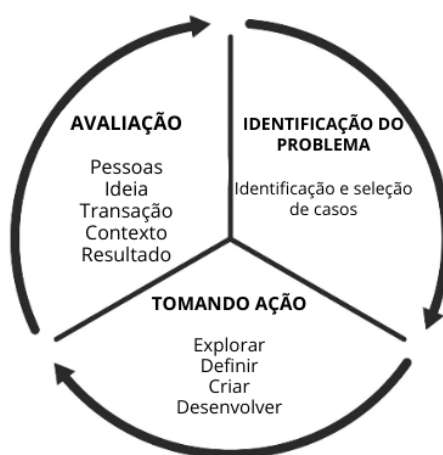 AVALIAÇÃO
Pessoas
Ideia
Transação
Contexto
Resultado
IDENTIFICAÇÃO DO
PROBLEMA
Identificação e seleção
de casos
TOMANDO AÇÃO
Explorar
Definir
Criar
Desenvolver